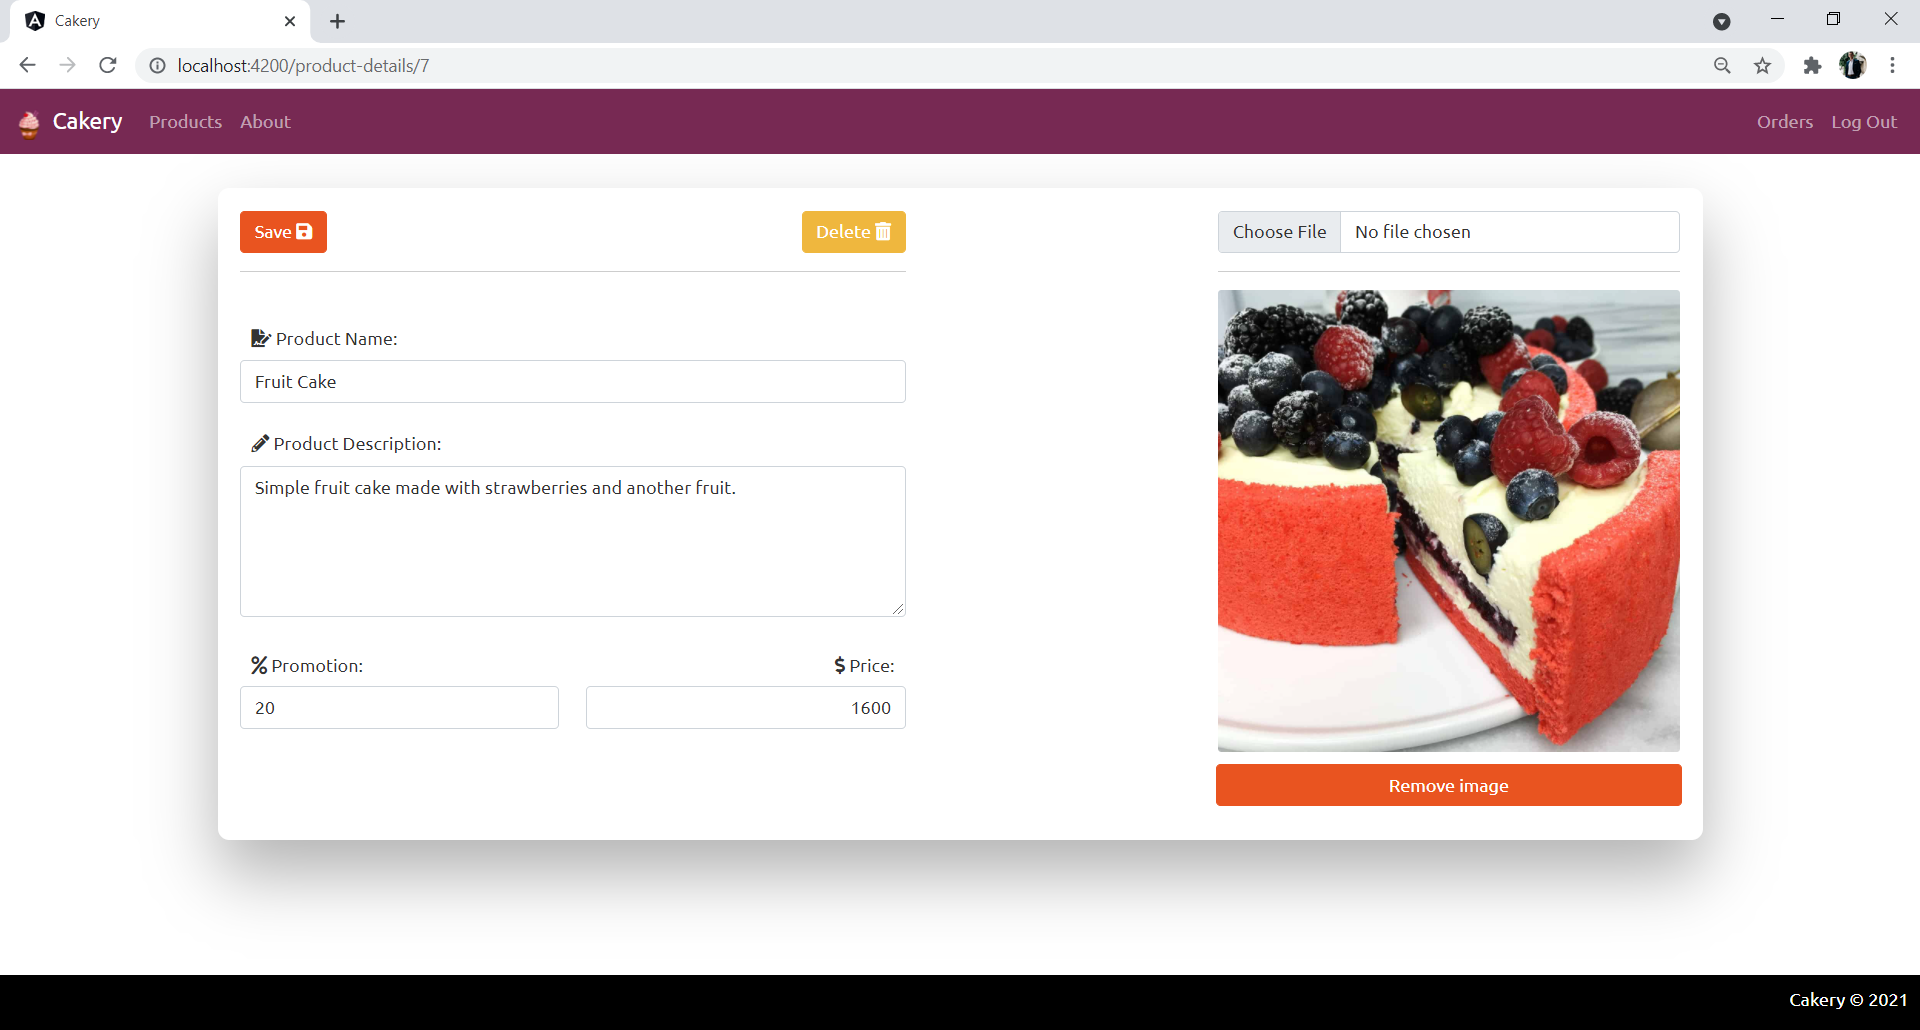 Cakery
localhost:4200/product-details/7
Cakery Products About Orders Log Out
Save Delete Choose File No file chosen
Product Name:
Fruit Cake
Product Description:
Simple fruit cake made with strawberries and another fruit.
% Promotion: $ Price:
20 1600
Remove image
Cakery © 2021